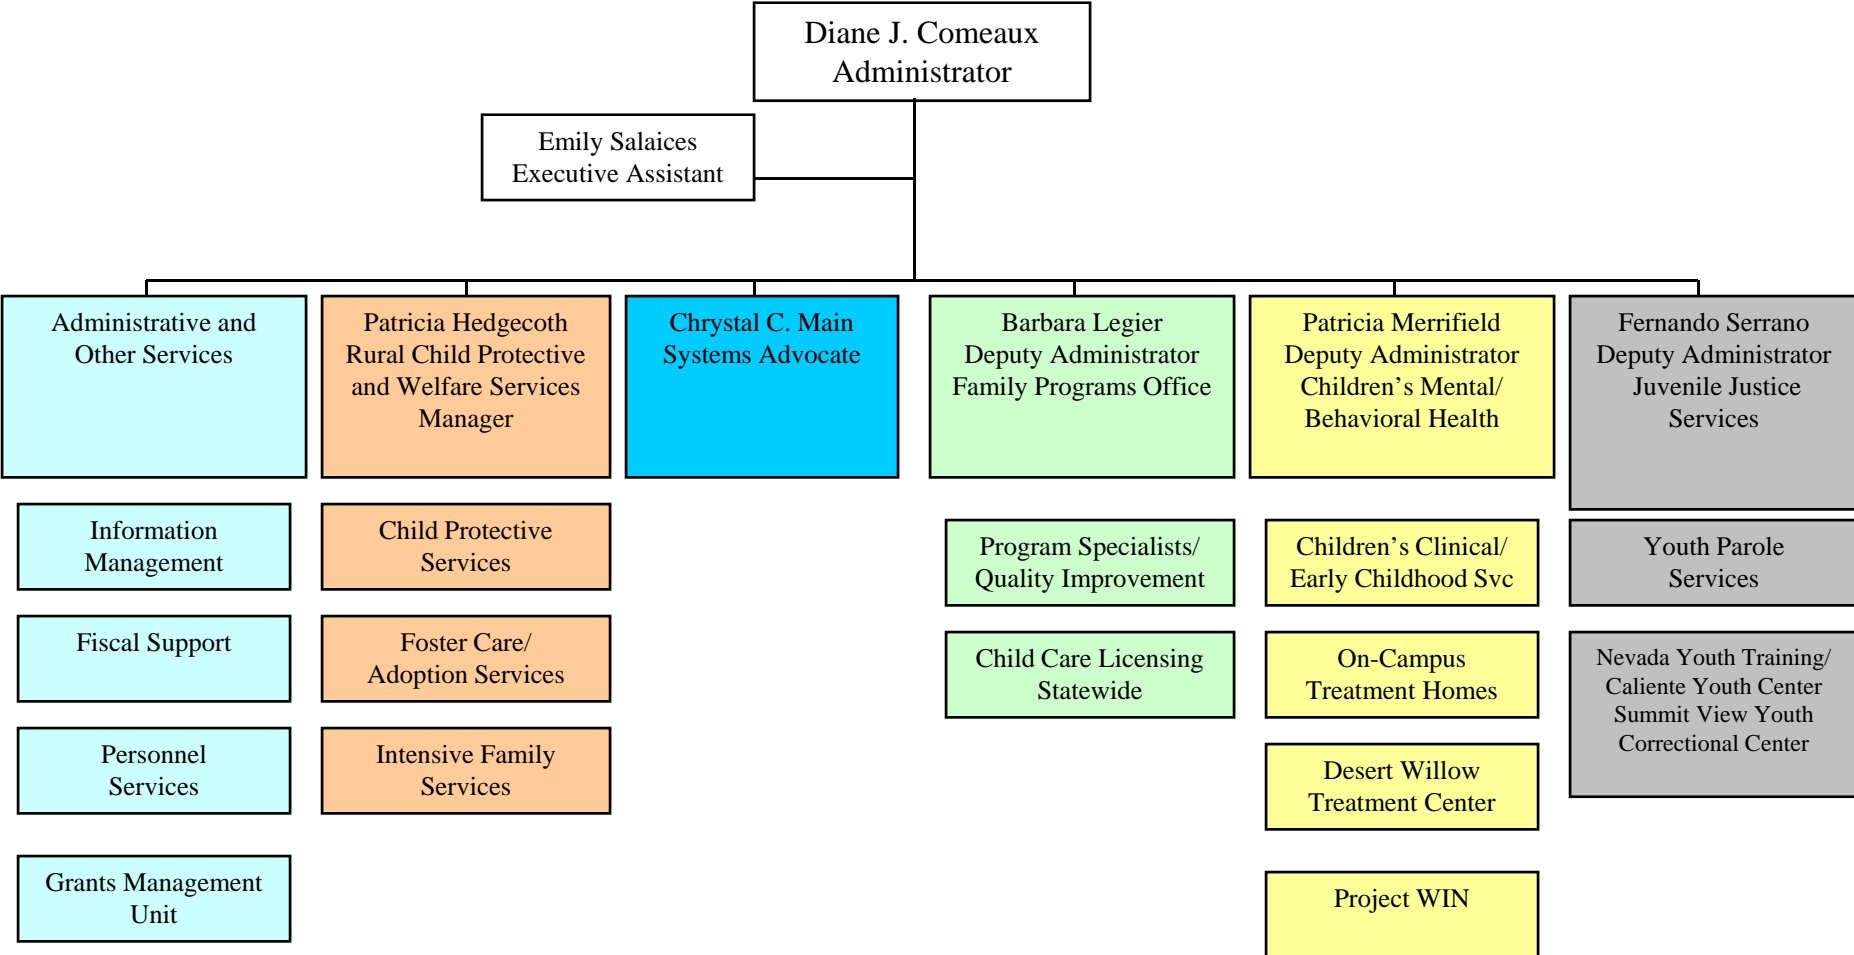 Diane J. Comeaux
Administrator
Emily Salaices
Executive Assistant
Administrative and
Other Services
Patricia Hedgecoth
Rural Child Protective
and Welfare Services
Manager
Chrystal C. Main
Systems Advocate
Barbara Legier
Deputy Administrator
Family Programs Office
Patricia Merrifield
Deputy Administrator
Children’s Mental/
Behavioral Health
Fernando Serrano
Deputy Administrator
Juvenile Justice
Services
Information
Management
Child Protective
Services
Program Specialists/
Quality Improvement
Children’s Clinical/
Early Childhood Svc
Youth Parole
Services
Fiscal Support
Foster Care/
Adoption Services
Child Care Licensing
Statewide
On-Campus
Treatment Homes
Nevada Youth Training/
Caliente Youth Center
Summit View Youth
Correctional Center
Personnel
Services
Intensive Family
Services
Desert Willow
Treatment Center
Grants Management
Unit
Project WIN